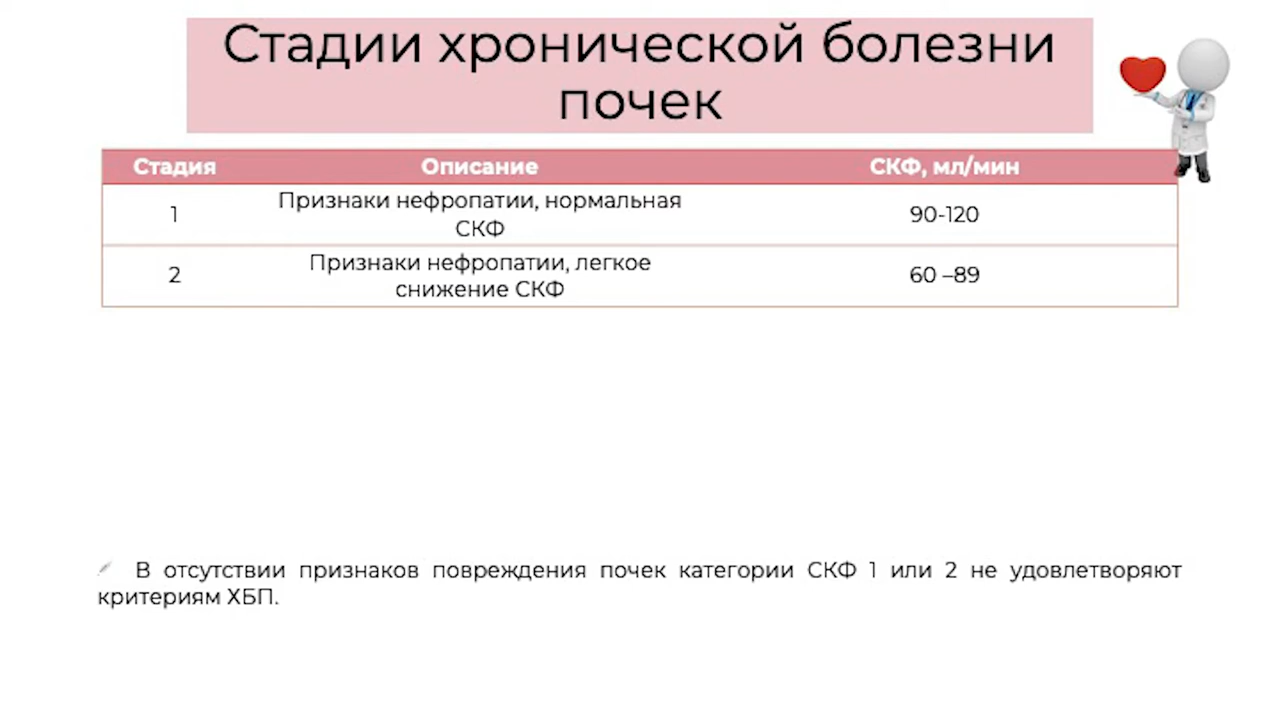 Стадии хронической болезни
почек
Стадия Описание СКФ, мл/мин
1 Признаки нефропатии, нормальная СКФ 90-120
2 Признаки нефропатии, легкое снижение СКФ 60 –89
В отсутствии признаков повреждения почек категории СКФ 1 или 2 не удовлетворяют
критериям ХБП.